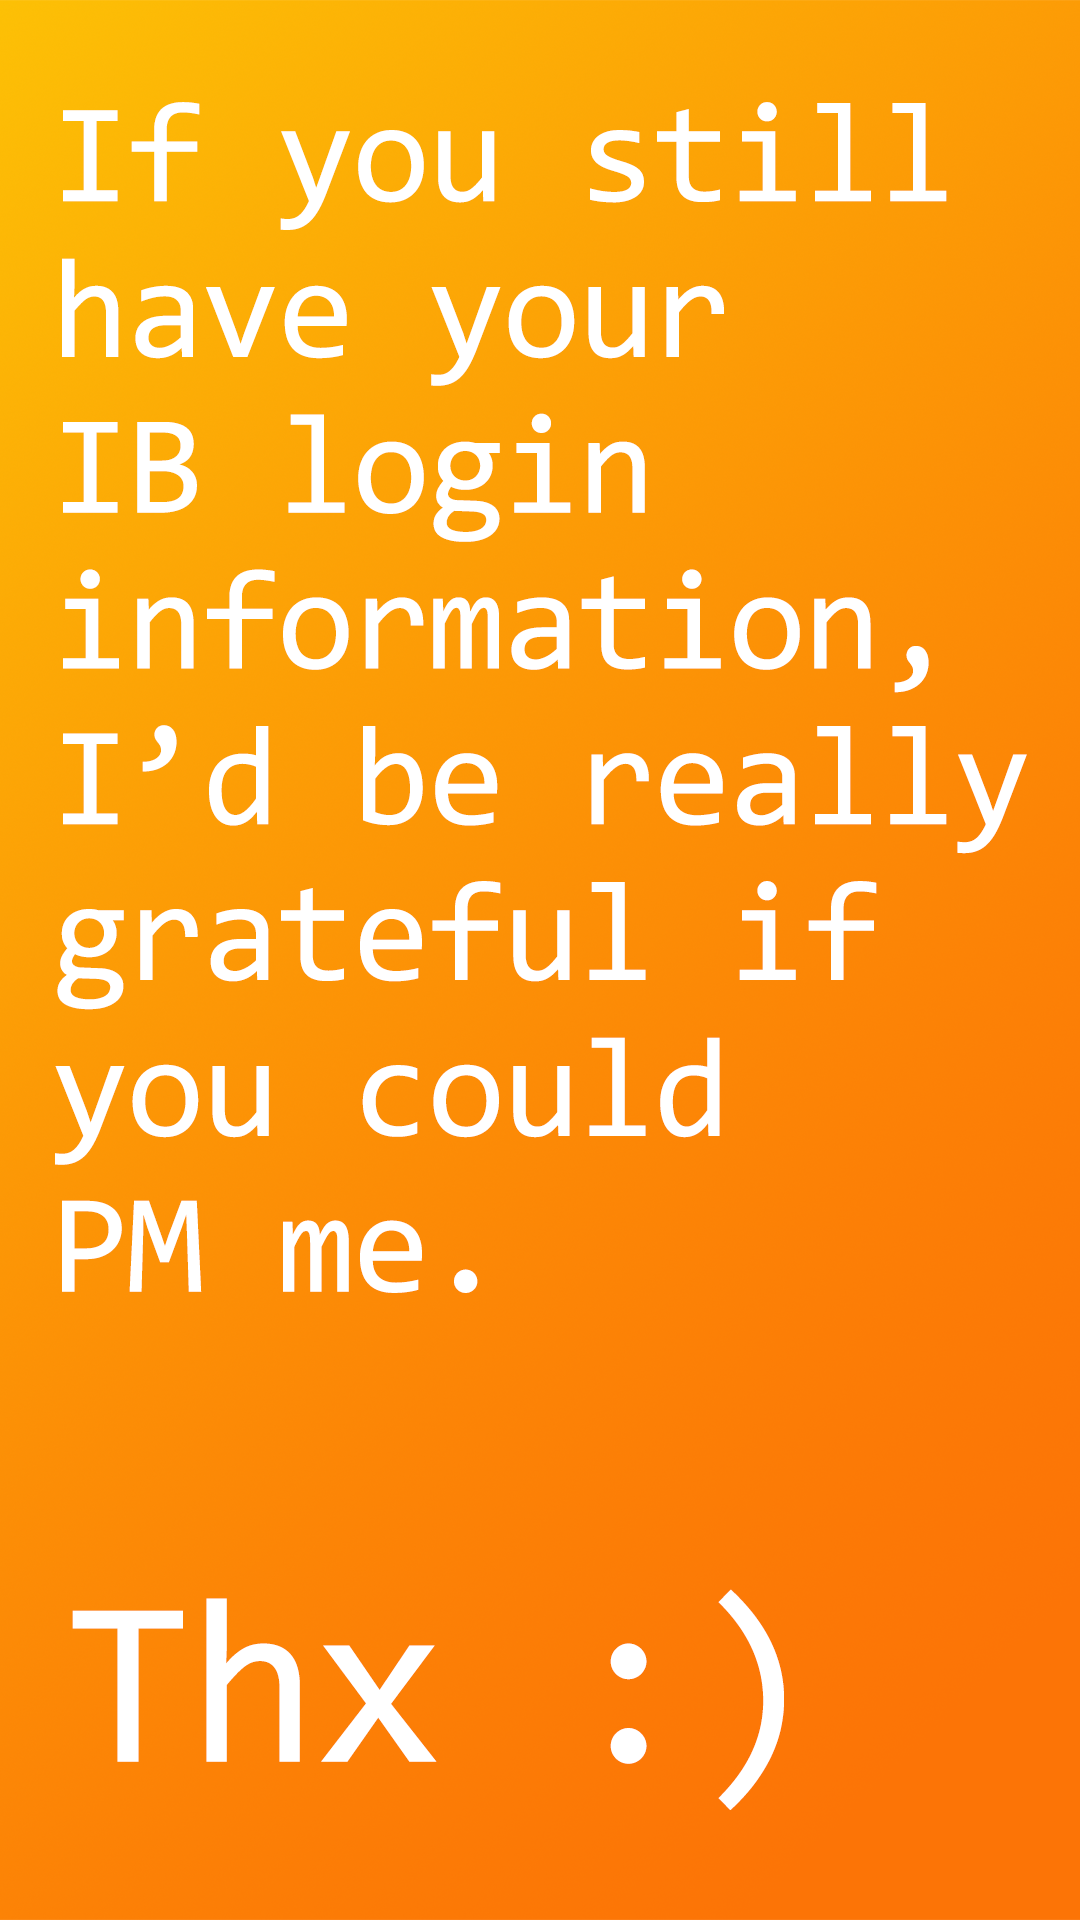 If you still
have your
IB login
information,
I’d be really
grateful if
you could
PM me.
Thx :)